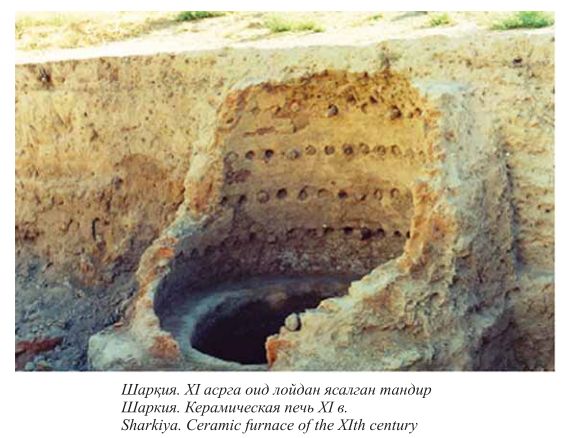 Шарқия. XI асрга оид лойдан ясалган тандир
Шаркия. Керамическая печь XI в.
Sharkiya. Ceramic furnace of the XIth century